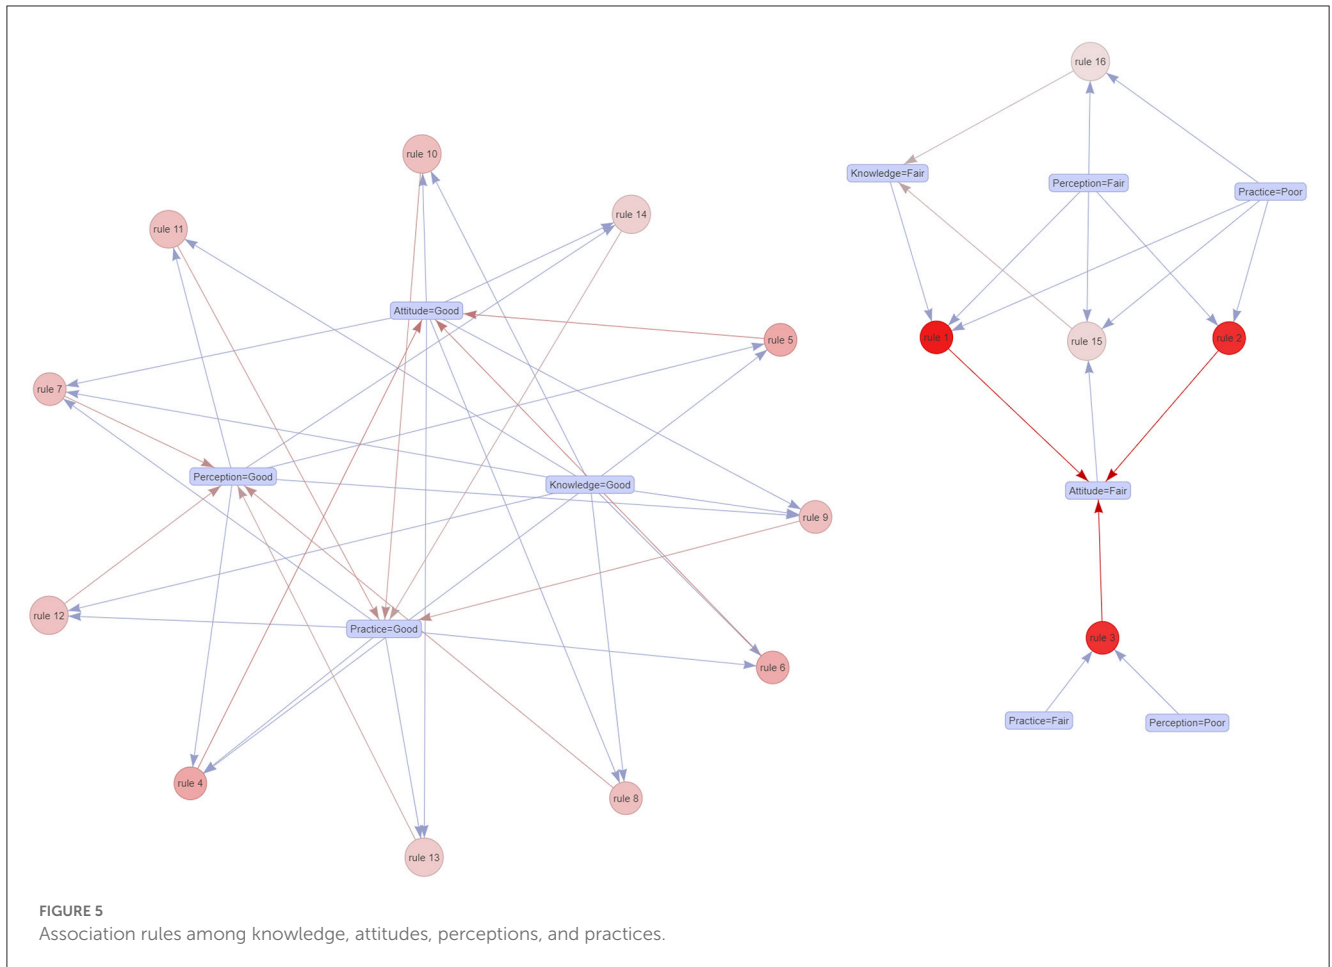 rule 16
rule 10
Knowledge=Fair
Perception=Fair
Practice=Poor
rule 14
rule 11
Attitude=Good
rule 5
rule 1
rule 15
rule 2
rule 7
Perception=Good
Knowledge=Good
Attitude=Fair
rule 9
rule 12
Practice=Good
rule 3
rule 6
Practice=Fair
Perception=Poor
rule 4
rule 8
rule 13
FIGURE 5
Association rules among knowledge, attitudes, perceptions, and practices.